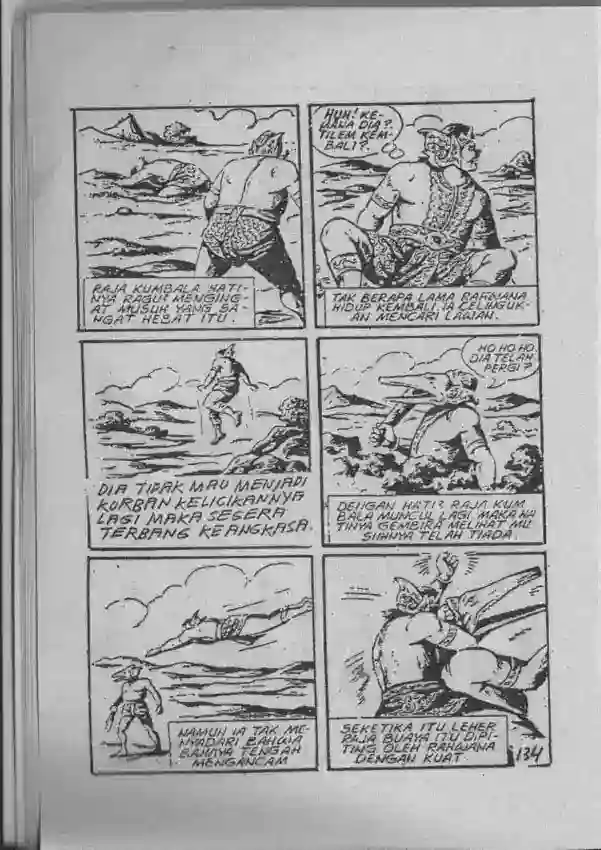 RAJA KUMBALA HATI-
NYA RAGU² MENGING-
AT MUSUH YANG SA-
NGAT HEBAT ITU.
HUH! KE-
MANA DIA?.
TILEM KEM-
BALI?.
TAK BERAPA LAMA RAHWANA
HIDUP KEMBALI. IA CELINGUK-
AN MENCARI LAWAN.
DIA TIDAK MAU MENJADI
KORBAN KELICIKANNYA
LAGI MAKA SEGERA
TERBANG KEANGKASA.
HO HO HO.
DIA TELAH
PERGI?
DENGAN HATI² RAJA KUM
BALA MUNCUL LAGI. MAKA HA
TINYA GEMBIRA MELIHAT MU
SUHNYA TELAH TIADA.
NAMUN IA TAK ME-
NYADARI BAHWA
BAHAYA TENGAH
MENGANCAM
SEKETIKA ITU LEHER
RAJA BUAYA ITU DIPI-
TING OLEH RAHWANA
DENGAN KUAT.
134